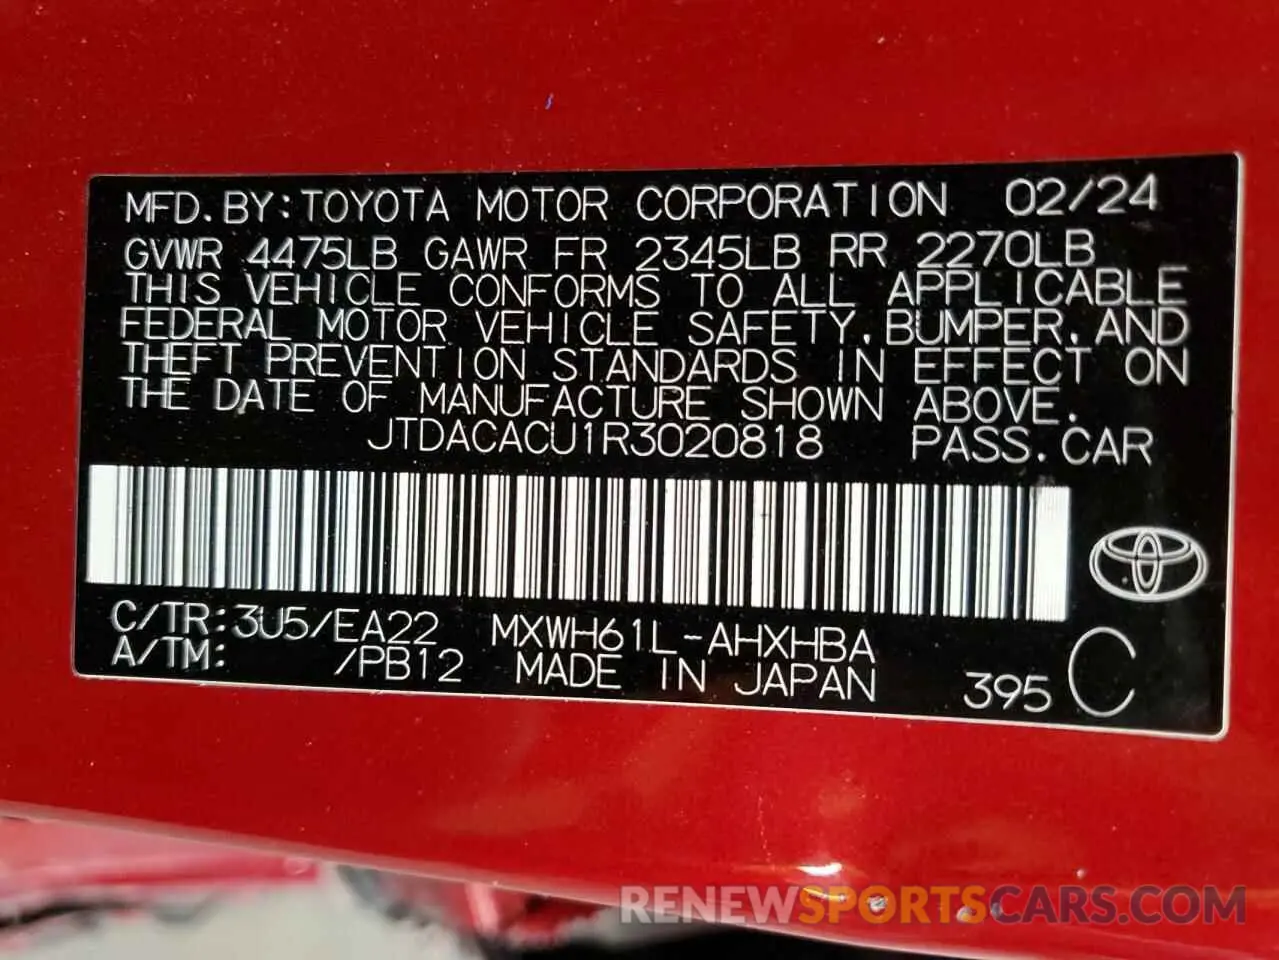 MFD.BY:TOYOTA MOTOR CORPORATION 02/24
GVWR 4475LB GAWR FR 2345LB RR 2270LB
THIS VEHICLE CONFORMS TO ALL APPLICABLE
FEDERAL MOTOR VEHICLE SAFETY,BUMPER,AND
THEFT PREVENTION STANDARDS IN EFFECT ON
THE DATE OF MANUFACTURE SHOWN ABOVE.
JTDACACU1R3020818 PASS.CAR
C/TR:3U5/EA22 MXWH61L-AHXHBA
A/TM: /PB12 MADE IN JAPAN 395 C
RENEWSPORTSCARS.COM